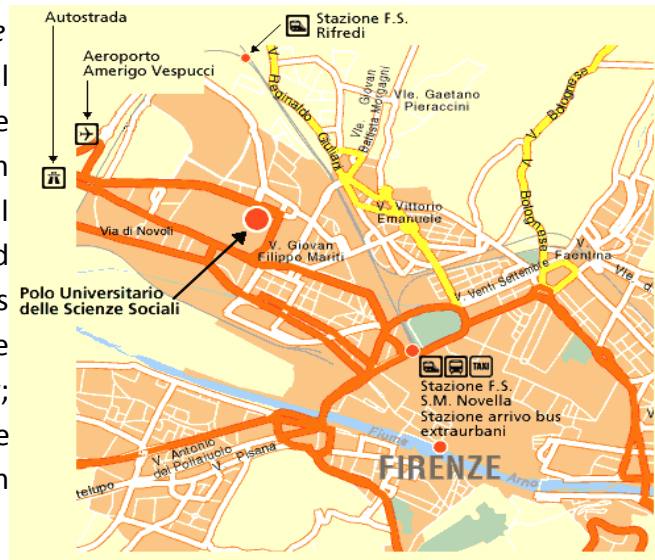 Autostrada
Stazione F.S.
Rifredi
Aeroporto
Amerigo Vespucci
V. Reginaldo Giuliani
Vle. Giovan
Battista Morgagni
Vle. Gaetano
Pieraccini
V. Bolognese
V. Bolognese
V. Vittorio
Emanuele
Via di Novoli
V. Giovan
Filippo Mariti
V.
Faentina
Vle. d
V. Venti Settembre
Polo Universitario
delle Scienze Sociali
TAXI
Stazione F.S.
S.M. Novella
Stazione arrivo bus
extraurbani
Fiume
Arno
V. Antonio
del Pollaiuolo
V. Pisana
telupo
FIRENZE